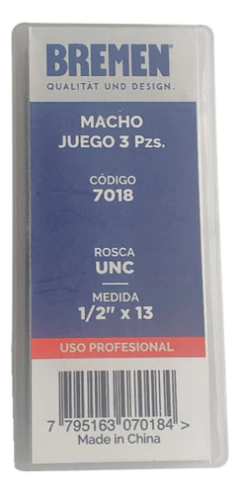 BREMEN®
QUALITÄT UND DESIGN.
MACHO
JUEGO 3 Pzs.
CÓDIGO
7018
ROSCA
UNC
MEDIDA
1/2" x 13
USO PROFESIONAL
7 795163 070184 >
Made in China